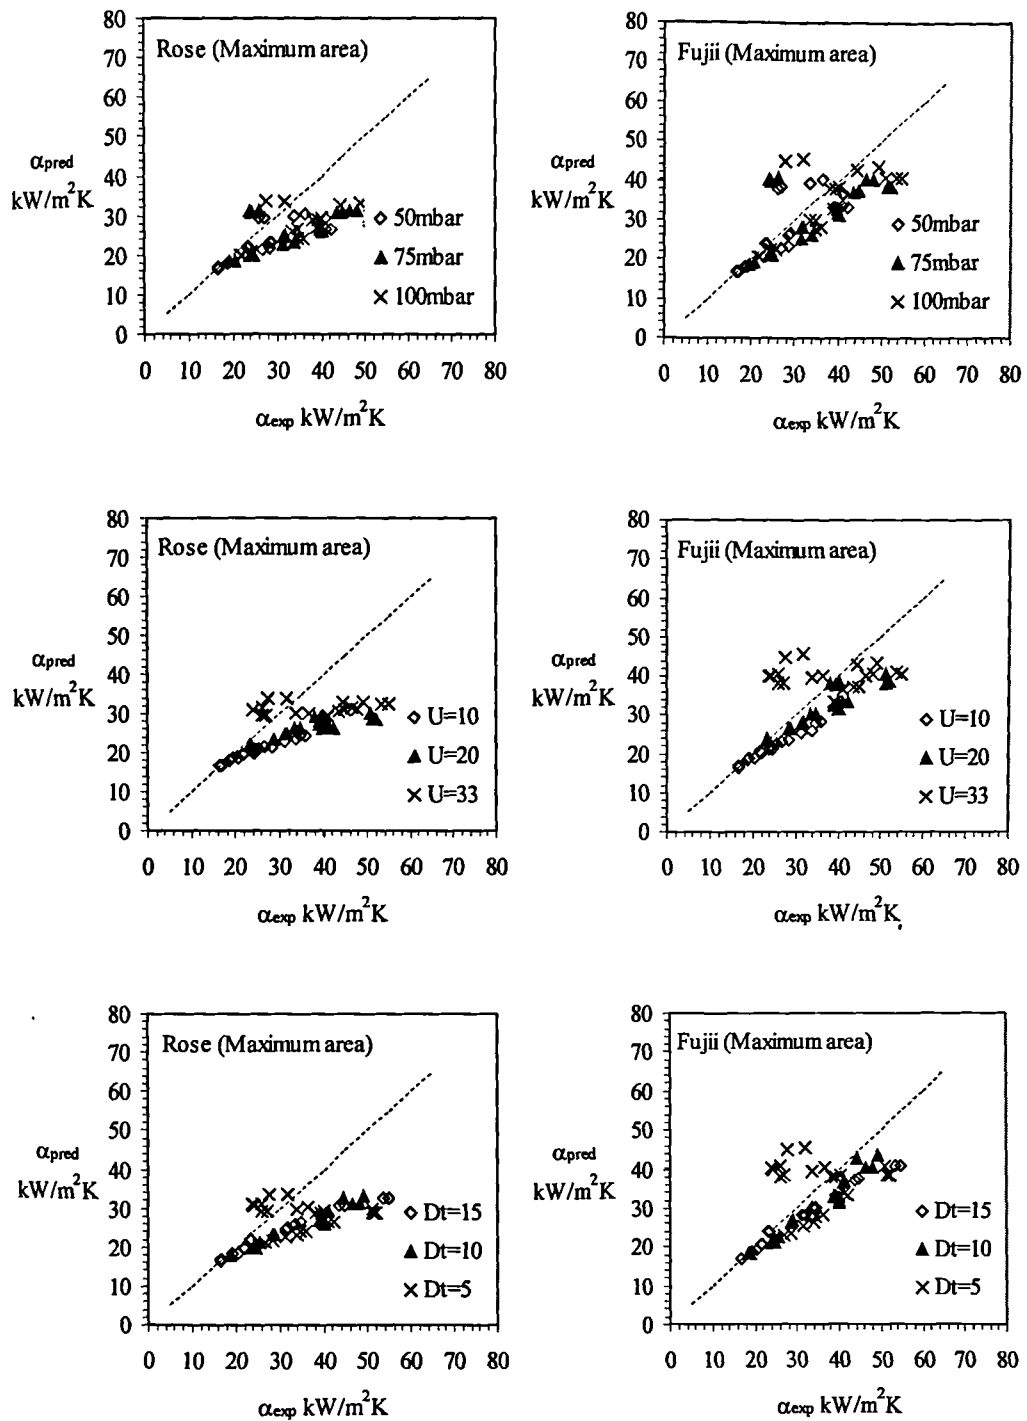 80
Rose (Maximum area)
70
60
50
αpred
40
kW/m²K
30
◇ 50mbar
20
▲ 75mbar
10
× 100mbar
0
0 10 20 30 40 50 60 70 80
αexp kW/m²K
80
Fujii (Maximum area)
70
60
50
αpred
40
kW/m²K
30
◇ 50mbar
20
▲ 75mbar
10
× 100mbar
0
0 10 20 30 40 50 60 70 80
αexp kW/m²K
80
Rose (Maximum area)
70
60
50
αpred
40
kW/m²K
30
◇ U=10
20
▲ U=20
10
× U=33
0
0 10 20 30 40 50 60 70 80
αexp kW/m²K
80
Fujii (Maximum area)
70
60
50
αpred
40
kW/m²K
30
◇ U=10
20
▲ U=20
10
× U=33
0
0 10 20 30 40 50 60 70 80
αexp kW/m²K
80
Rose (Maximum area)
70
60
50
αpred
40
kW/m²K
30
◇ Dt=15
20
▲ Dt=10
10
× Dt=5
0
0 10 20 30 40 50 60 70 80
αexp kW/m²K
80
Fujii (Maximum area)
70
60
50
αpred
40
kW/m²K
30
◇ Dt=15
20
▲ Dt=10
10
× Dt=5
0
0 10 20 30 40 50 60 70 80
αexp kW/m²K